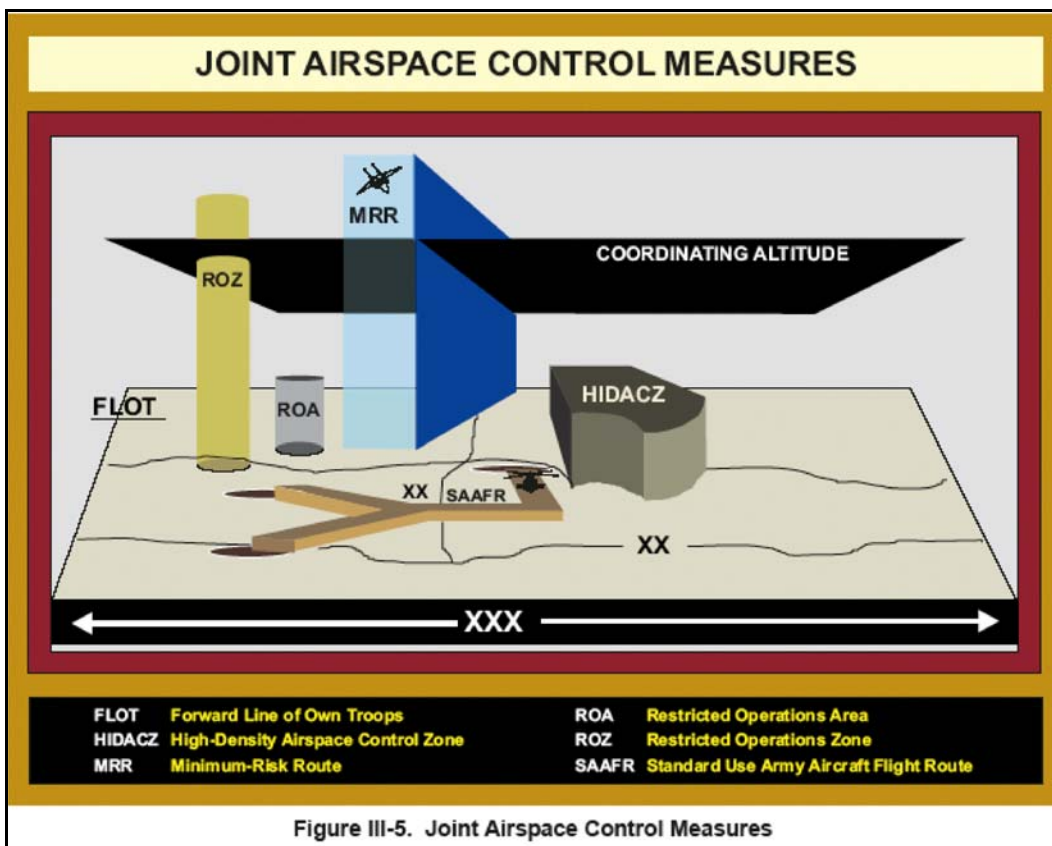 JOINT AIRSPACE CONTROL MEASURES
MRR
COORDINATING ALTITUDE
ROZ
FLOT
ROA
HIDACZ
XX
SAAFR
XX
XXX
FLOT Forward Line of Own Troops
HIDACZ High-Density Airspace Control Zone
MRR Minimum-Risk Route
ROA Restricted Operations Area
ROZ Restricted Operations Zone
SAAFR Standard Use Army Aircraft Flight Route
Figure III-5. Joint Airspace Control Measures